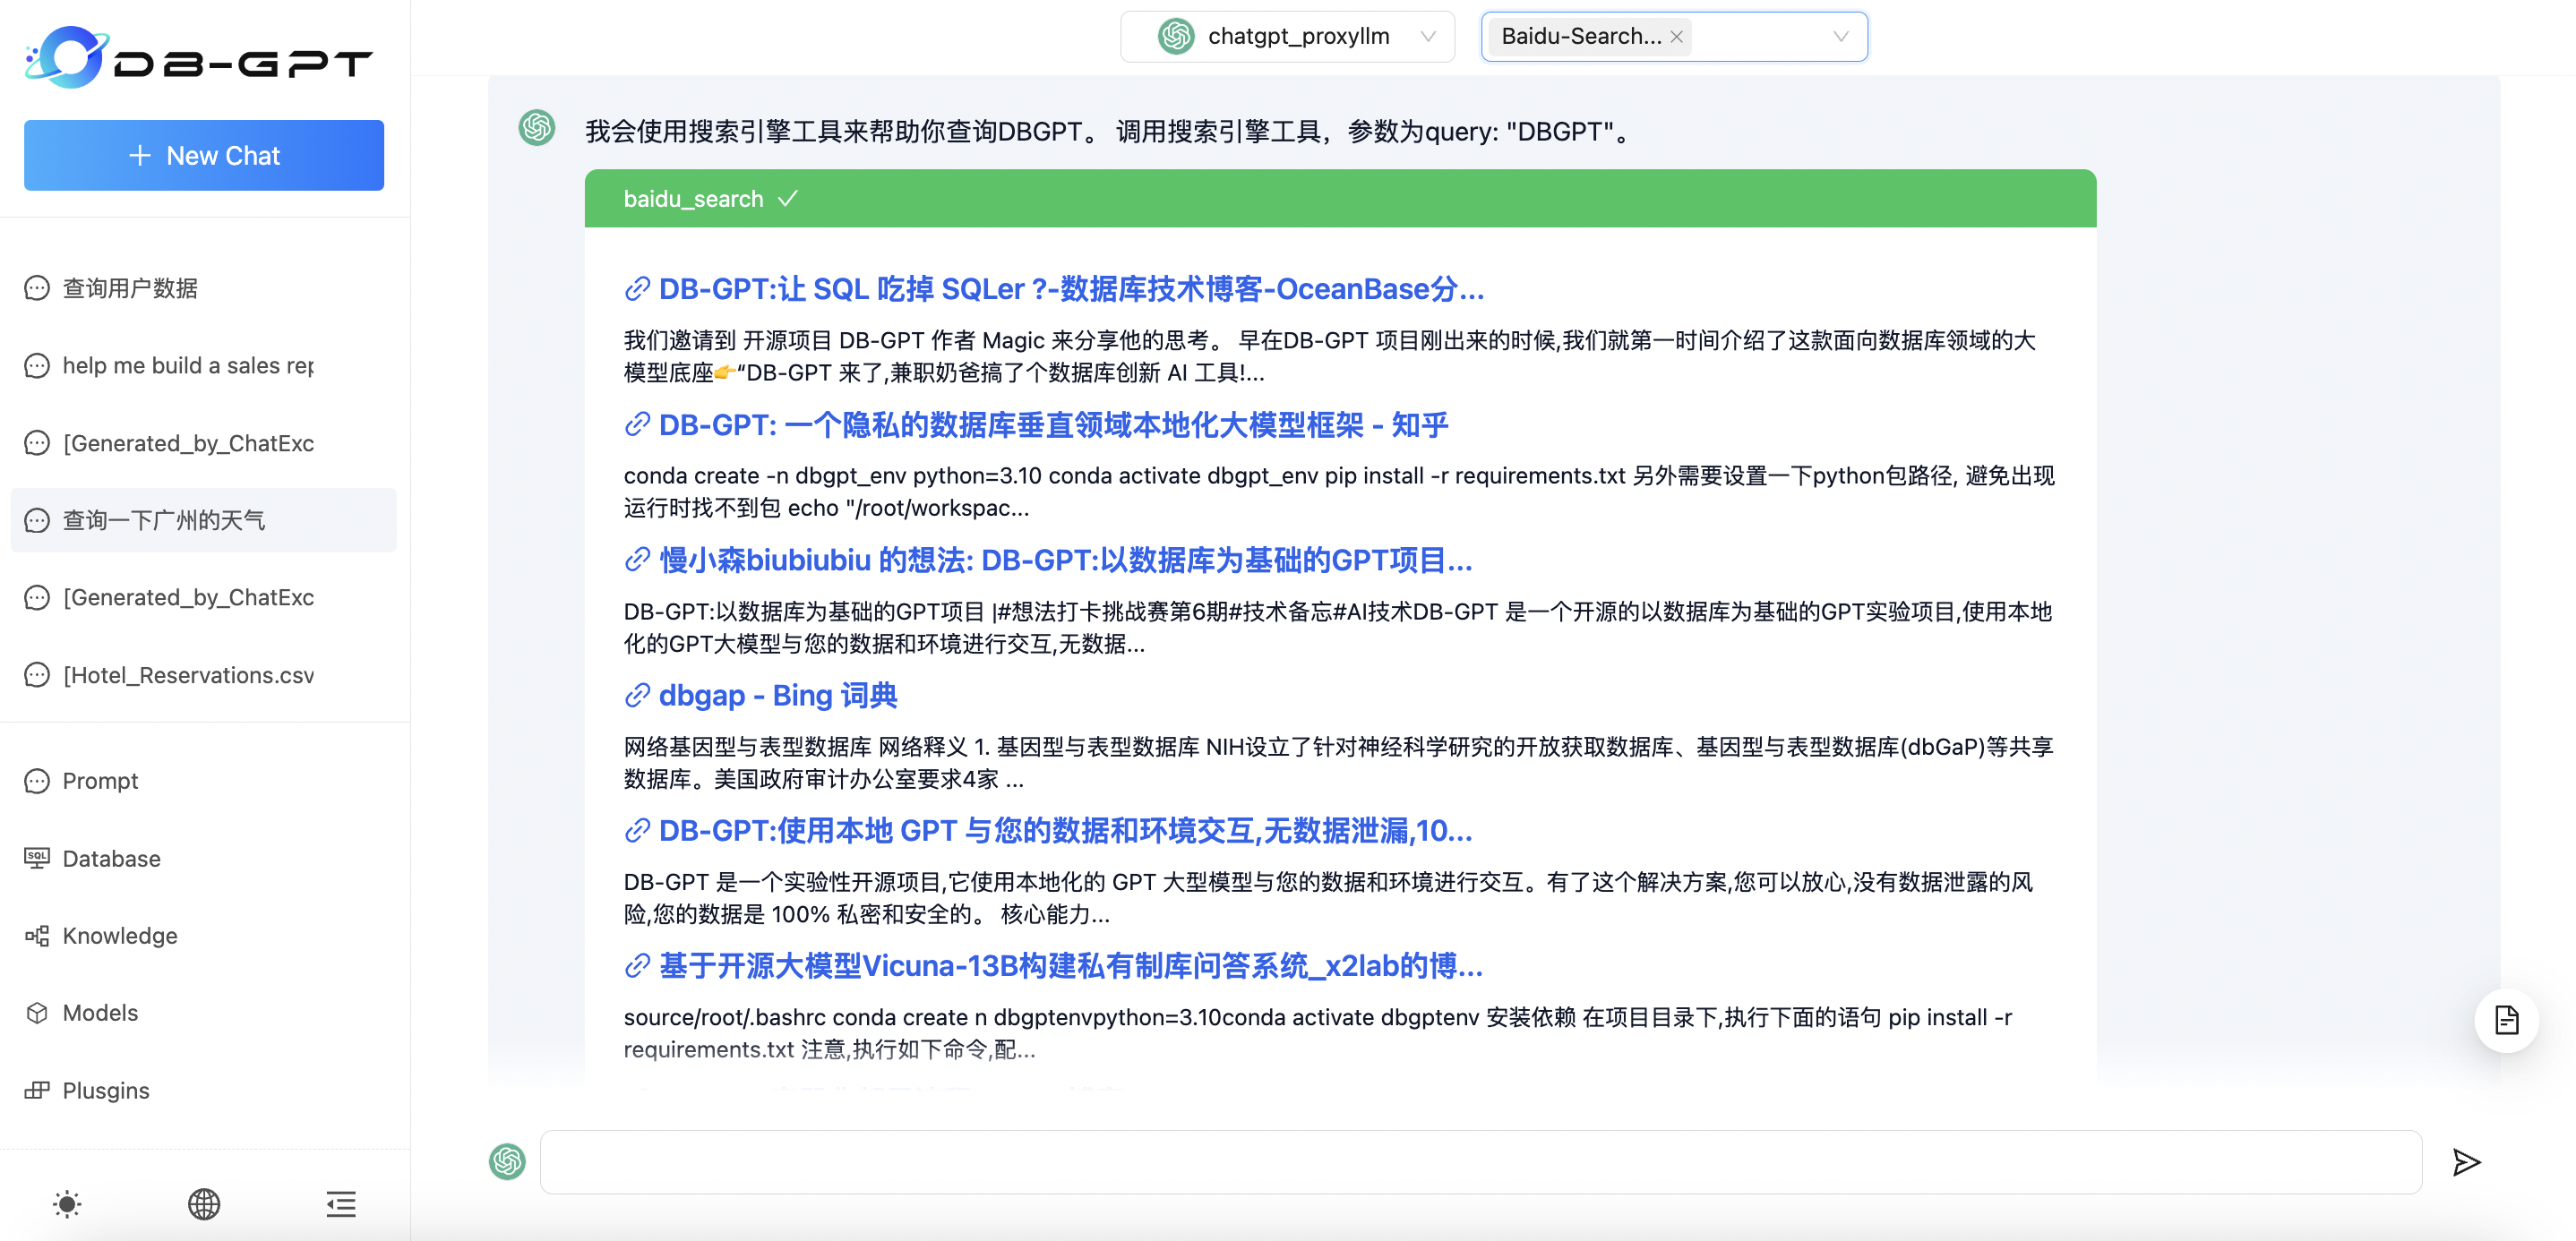 DB-GPT
+ New Chat
查询用户数据
help me build a sales rep
[Generated_by_ChatExc
查询一下广州的天气
[Generated_by_ChatExc
[Hotel_Reservations.csv
Prompt
SQL Database
Knowledge
Models
Plusgins
chatgpt_proxyllm
Baidu-Search...
我会使用搜索引擎工具来帮助你查询DBGPT。 调用搜索引擎工具，参数为query: "DBGPT"。
baidu_search
DB-GPT:让 SQL 吃掉 SQLer ?-数据库技术博客-OceanBase分...
我们邀请到 开源项目 DB-GPT 作者 Magic 来分享他的思考。 早在DB-GPT 项目刚出来的时候,我们就第一时间介绍了这款面向数据库领域的大
模型底座👉“DB-GPT 来了,兼职奶爸搞了个数据库创新 AI 工具!...
DB-GPT: 一个隐私的数据库垂直领域本地化大模型框架 - 知乎
conda create -n dbgpt_env python=3.10 conda activate dbgpt_env pip install -r requirements.txt 另外需要设置一下python包路径, 避免出现
运行时找不到包 echo "/root/workspac...
慢小森biubiubiu 的想法: DB-GPT:以数据库为基础的GPT项目...
DB-GPT:以数据库为基础的GPT项目 |#想法打卡挑战赛第6期#技术备忘#AI技术DB-GPT 是一个开源的以数据库为基础的GPT实验项目,使用本地
化的GPT大模型与您的数据和环境进行交互,无数据...
dbgap - Bing 词典
网络基因型与表型数据库 网络释义 1. 基因型与表型数据库 NIH设立了针对神经科学研究的开放获取数据库、基因型与表型数据库(dbGaP)等共享
数据库。美国政府审计办公室要求4家 ...
DB-GPT:使用本地 GPT 与您的数据和环境交互,无数据泄漏,10...
DB-GPT 是一个实验性开源项目,它使用本地化的 GPT 大型模型与您的数据和环境进行交互。有了这个解决方案,您可以放心,没有数据泄露的风
险,您的数据是 100% 私密和安全的。 核心能力...
基于开源大模型Vicuna-13B构建私有制库问答系统_x2lab的博...
source/root/.bashrc conda create n dbgptenvpython=3.10conda activate dbgptenv 安装依赖 在项目目录下,执行下面的语句 pip install -r
requirements.txt 注意,执行如下命令,配...